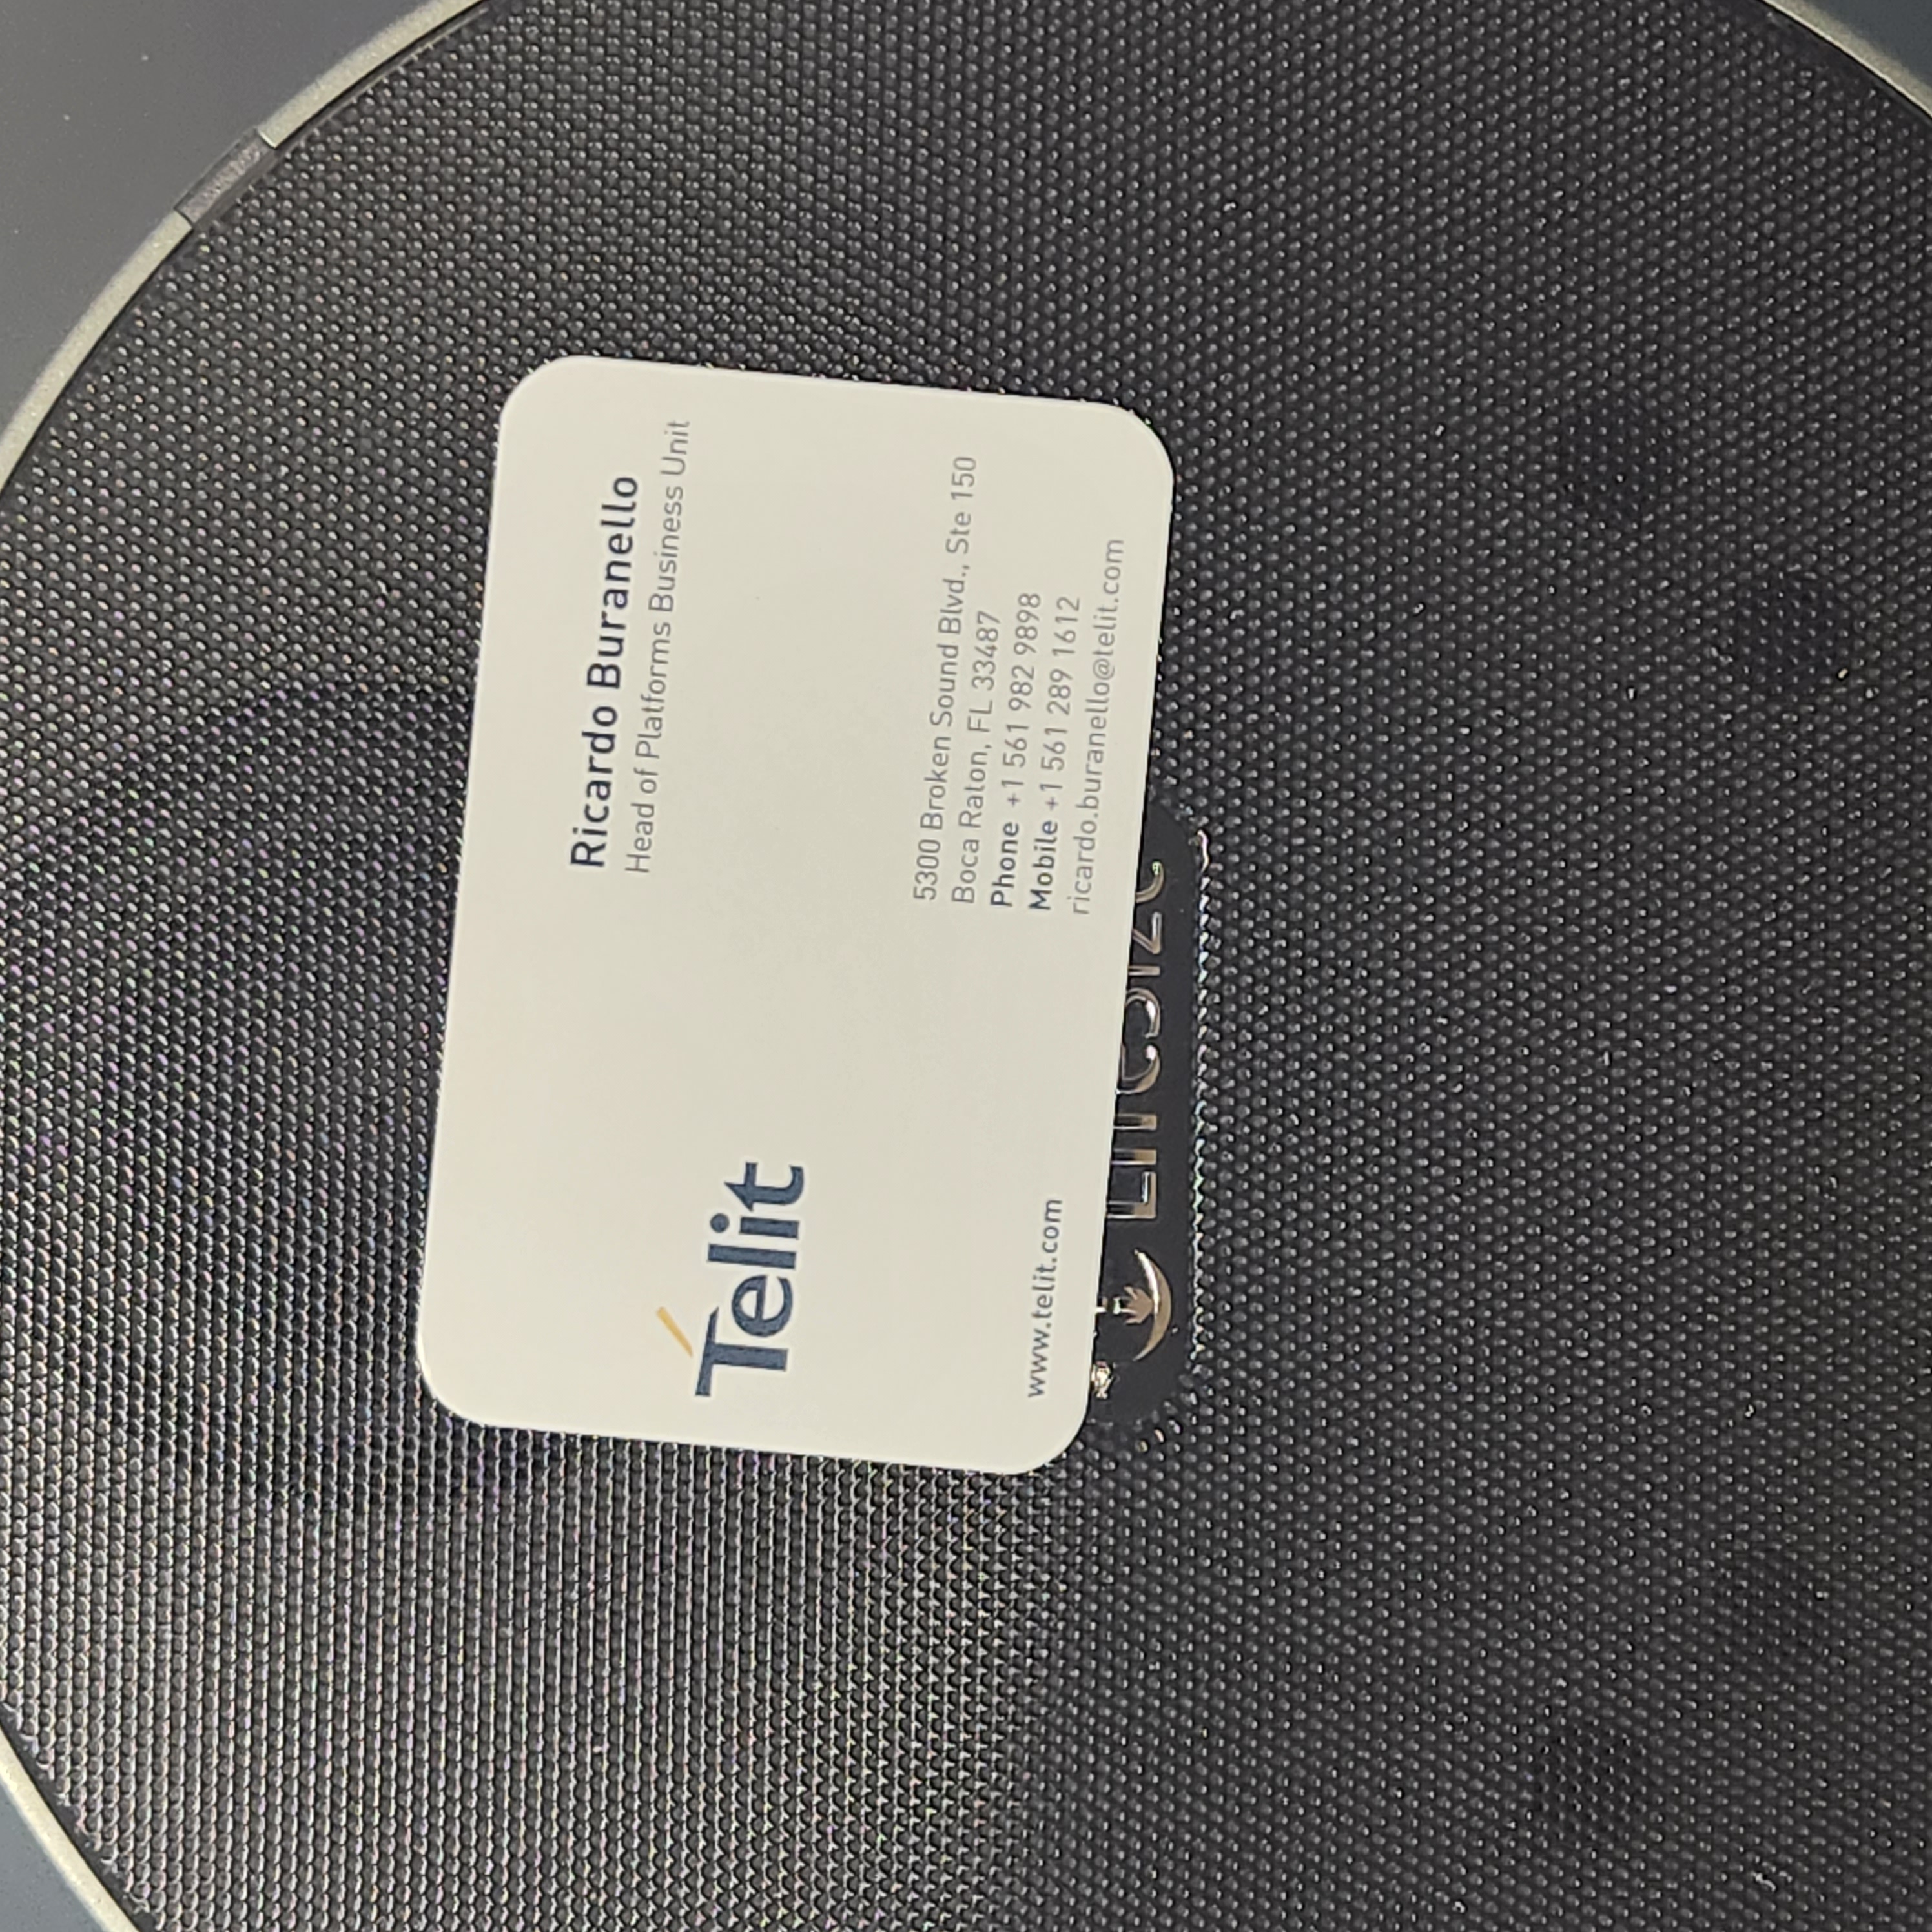 Ricardo Buranello
Head of Platforms Business Unit
Telit
5300 Broken Sound Blvd., Ste 150
Boca Raton, FL 33487
Phone +1 561 982 9898
Mobile +1 561 289 1612
ricardo.buranello@telit.com
www.telit.com
Lifesize